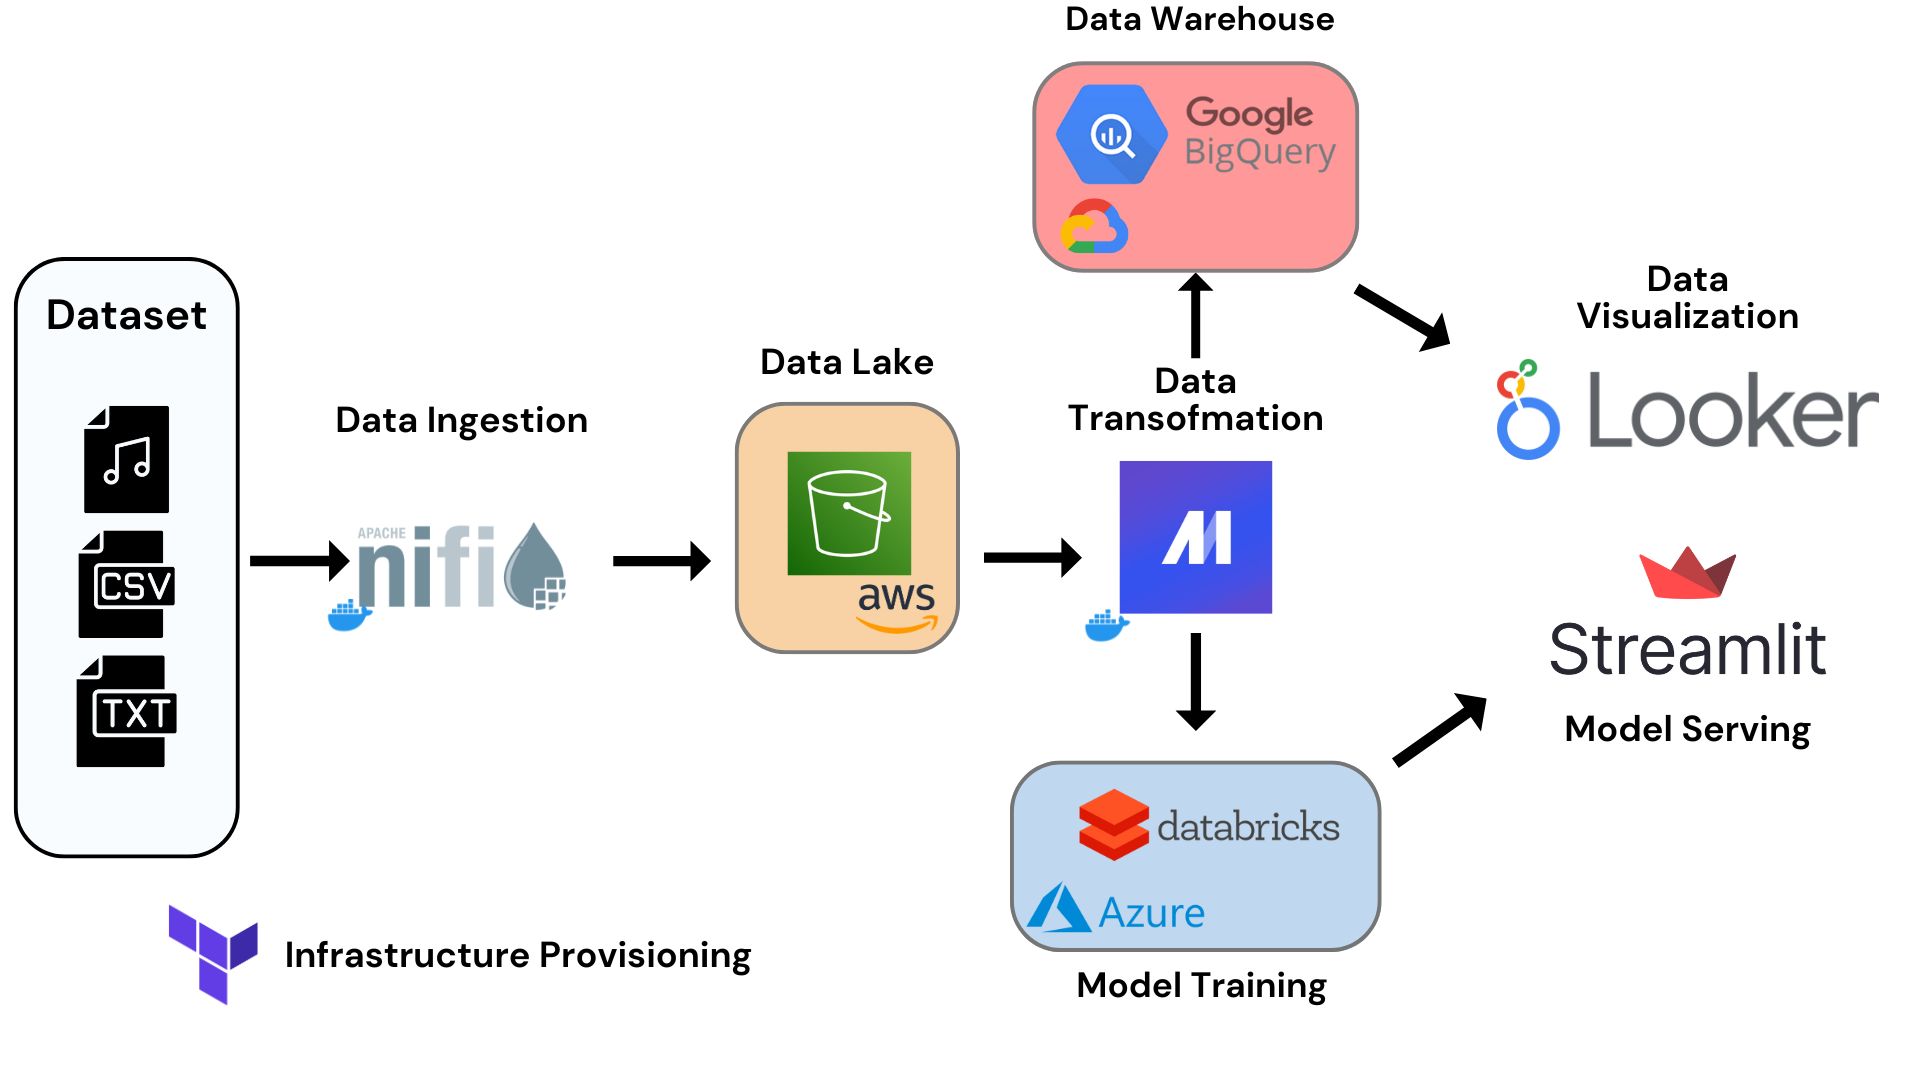 Data Warehouse
Google
BigQuery
Dataset
CSV
TXT
Data Ingestion
APACHE
nifi
Data Lake
aws
Data
Transofmation
Data
Visualization
Looker
Streamlit
Model Serving
databricks
Azure
Model Training
Infrastructure Provisioning